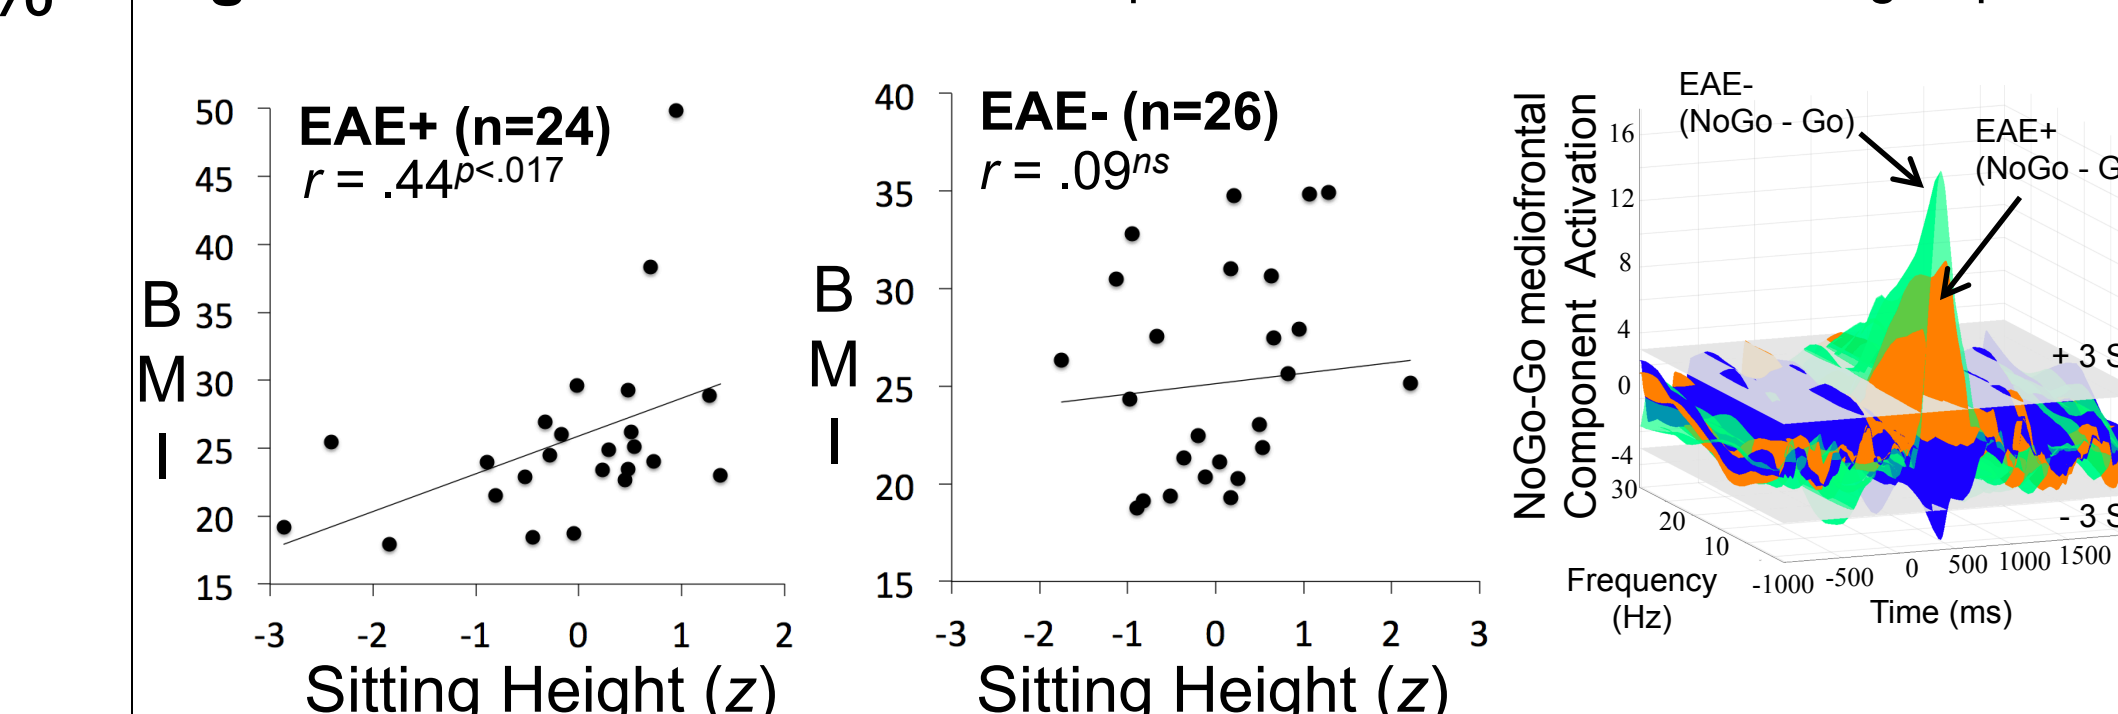 %
EAE+ (n=24)
r = .44p<.017
50
45
40
35
30
25
20
15
B
M
I
-3 -2 -1 0 1 2
Sitting Height (z)
EAE- (n=26)
r = .09ns
40
35
30
25
20
15
B
M
I
-3 -2 -1 0 1 2 3
Sitting Height (z)
NoGo-Go mediofrontal
Component Activation
EAE-
(NoGo - Go)
EAE+
(NoGo - G
16
12
8
4
0
-4
30
20
10
+ 3 S
- 3 S
-1000 -500 0 500 1000 1500
Frequency
(Hz)
Time (ms)